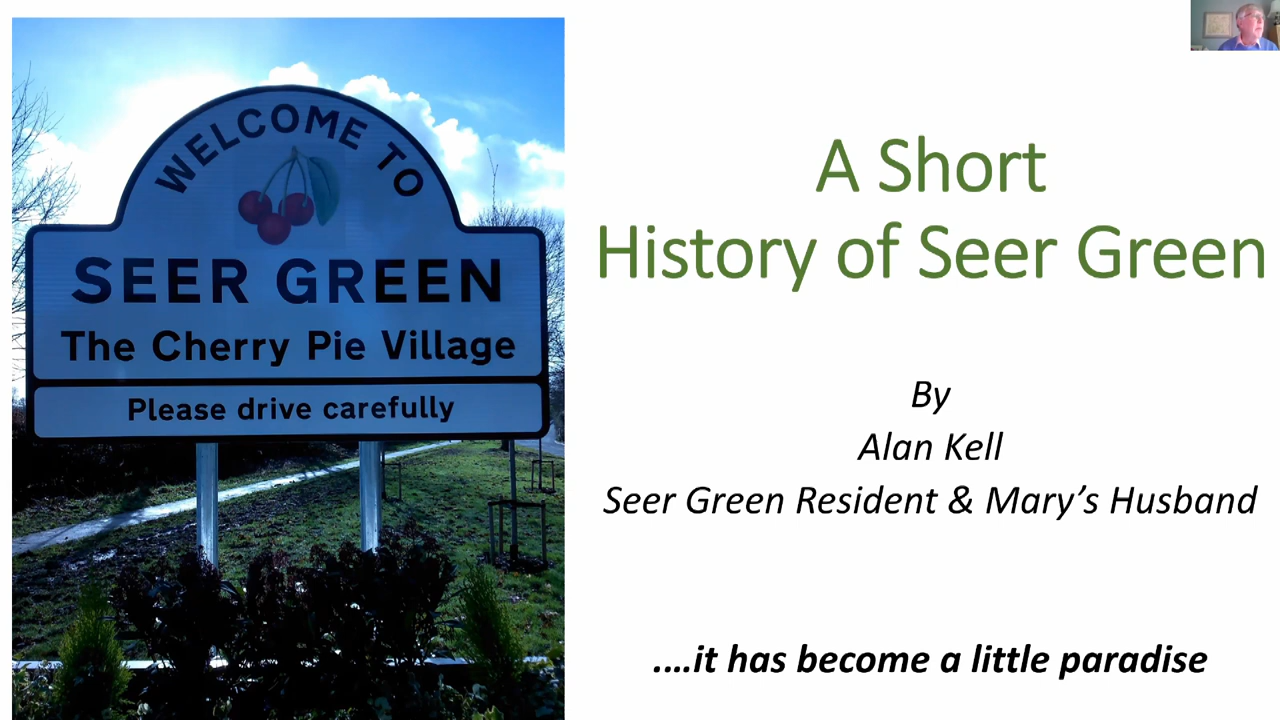 WELCOME TO
SEER GREEN
The Cherry Pie Village
Please drive carefully
A Short
History of Seer Green
By
Alan Kell
Seer Green Resident & Mary’s Husband
....it has become a little paradise